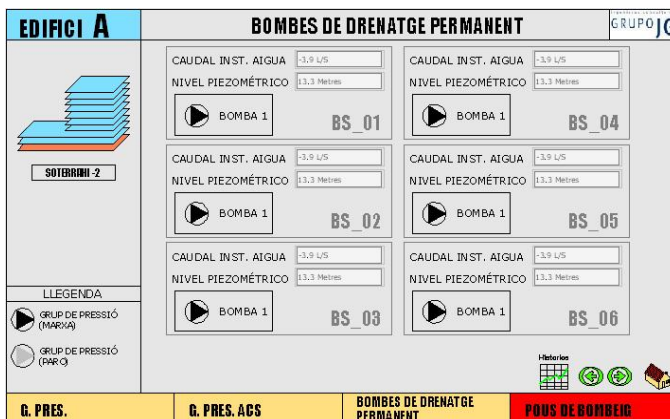 EDIFICI A
BOMBES DE DRENATGE PERMANENT
GRUPO JG
CAUDAL INST. AIGUA -3,9 L/S
NIVEL PIEZOMÉTRICO 13.3 Metres
BOMBA 1
BS_01
CAUDAL INST. AIGUA -3,9 L/S
NIVEL PIEZOMÉTRICO 13.3 Metres
BOMBA 1
BS_04
SOTERRANI -2
CAUDAL INST. AIGUA -3,9 L/S
NIVEL PIEZOMÉTRICO 13.3 Metres
BOMBA 1
BS_02
CAUDAL INST. AIGUA -3,9 L/S
NIVEL PIEZOMÉTRICO 13.3 Metres
BOMBA 1
BS_05
CAUDAL INST. AIGUA -3,9 L/S
NIVEL PIEZOMÉTRICO 13.3 Metres
BOMBA 1
BS_03
CAUDAL INST. AIGUA -3,9 L/S
NIVEL PIEZOMÉTRICO 13.3 Metres
BOMBA 1
BS_06
LLEGENDA
GRUP DE PRESSIÓ
(MARXA)
GRUP DE PRESSIÓ
(PARO)
Historics
G. PRES.
G. PRES. ACS
BOMBES DE DRENATGE
PERMANENT
POUS DE BOMBEIG